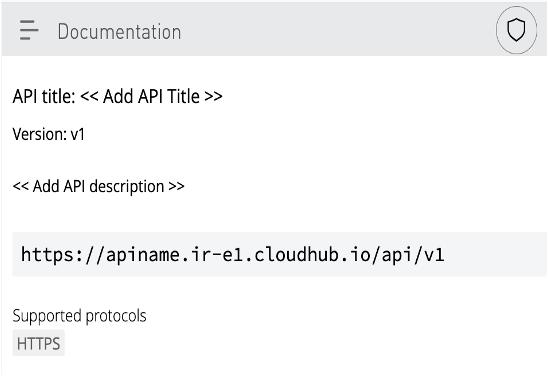 Documentation
API title: << Add API Title >>
Version: v1
<< Add API description >>
https://apiname.ir-e1.cloudhub.io/api/v1
Supported protocols
HTTPS